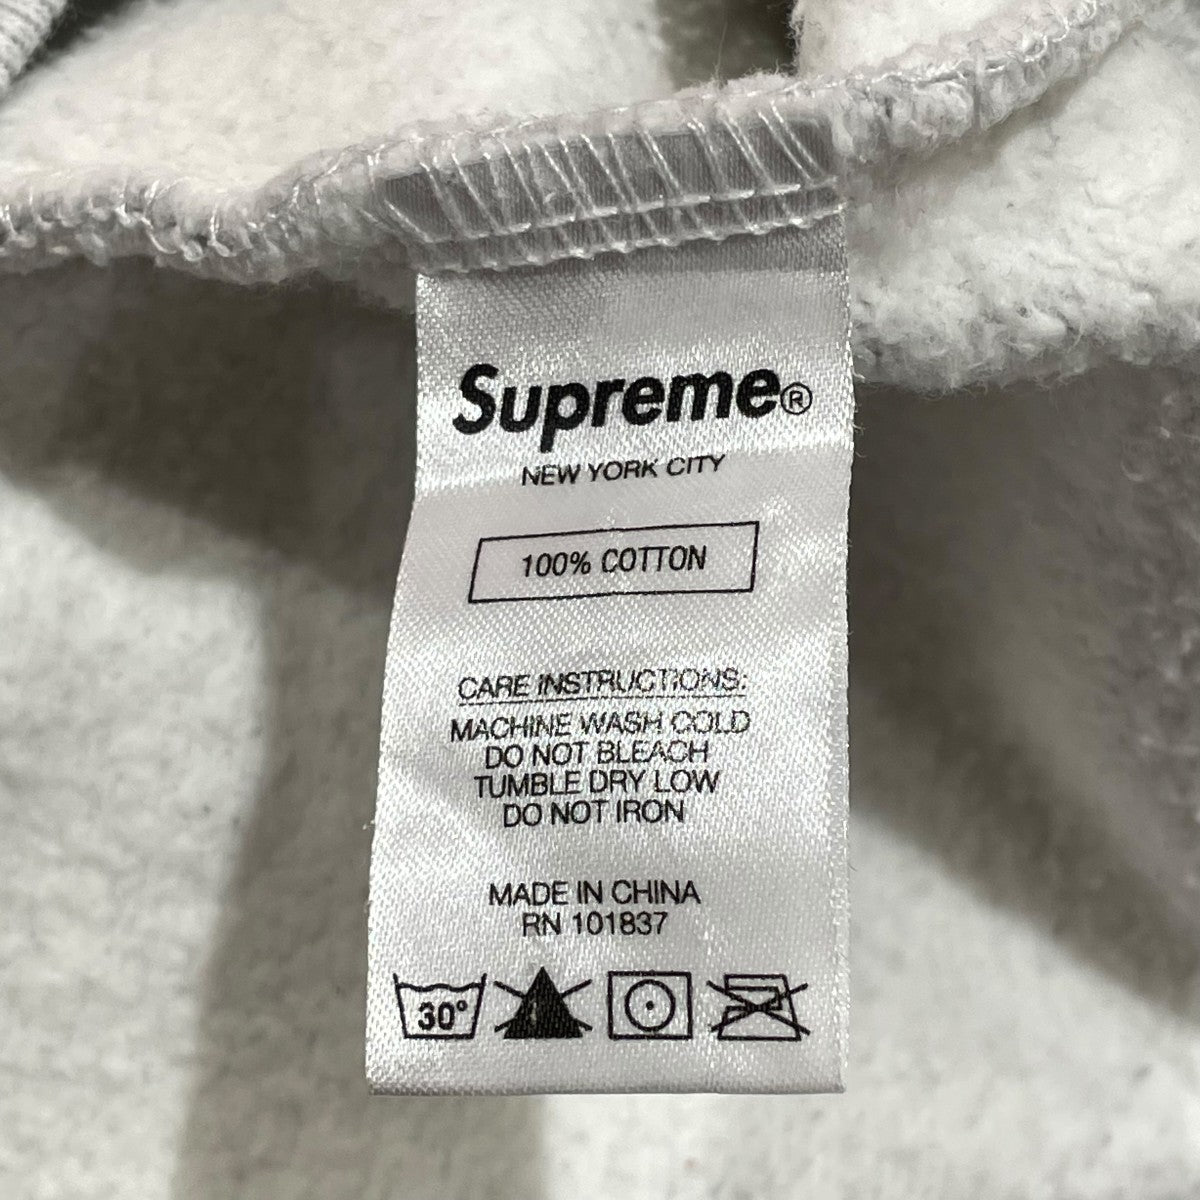 Supreme®
NEW YORK CITY
100% COTTON
CARE INSTRUCTIONS:
MACHINE WASH COLD
DO NOT BLEACH
TUMBLE DRY LOW
DO NOT IRON
MADE IN CHINA
RN 101837
30°